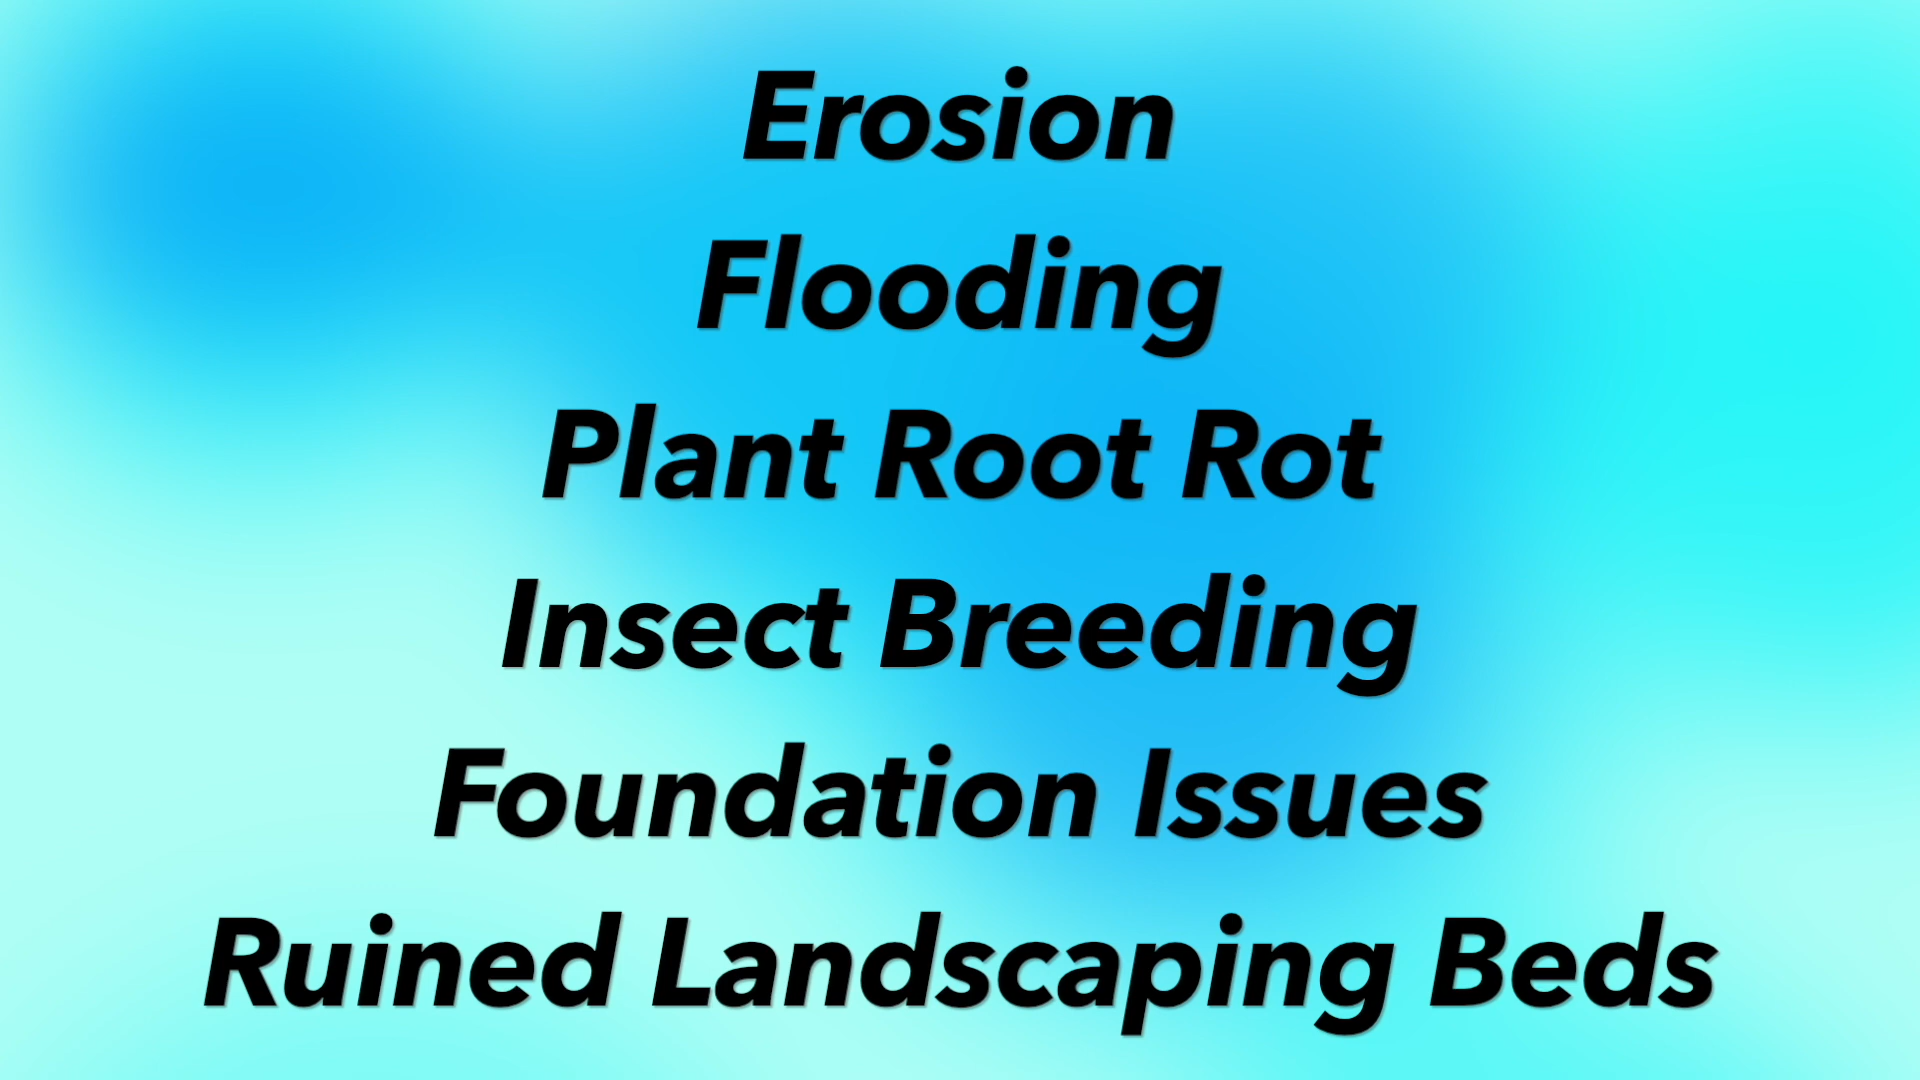 Erosion
Flooding
Plant Root Rot
Insect Breeding
Foundation Issues
Ruined Landscaping Beds